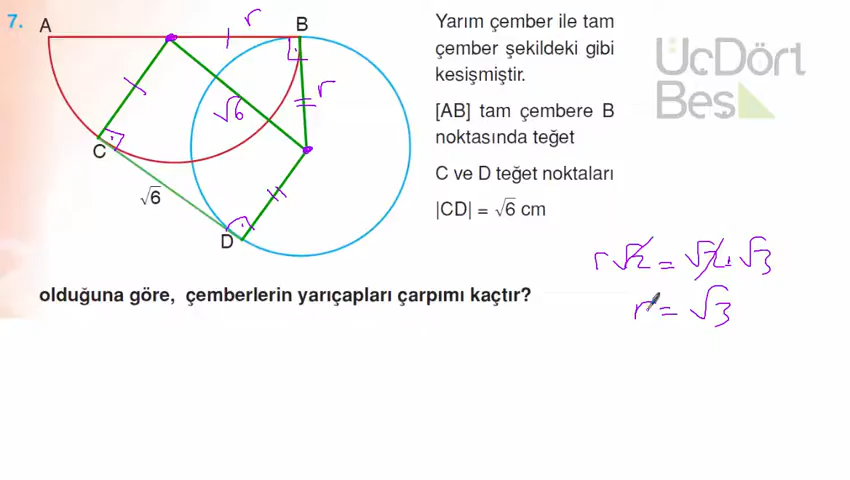 7.
A
r
B
r
√6
C
√6
D
Yarım çember ile tam
çember şekildeki gibi
kesişmiştir.
[AB] tam çembere B
noktasında teğet
C ve D teğet noktaları
|CD| = √6 cm
olduğuna göre, çemberlerin yarıçapları çarpımı kaçtır?
ÜçDört
Beş
r√2 = √2 . √3
r = √3